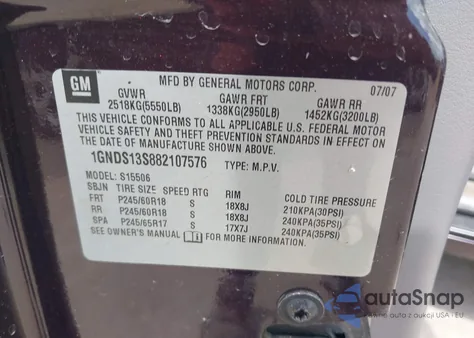 GM
MFD BY GENERAL MOTORS CORP. 07/07
GVWR GAWR FRT GAWR RR
2518KG(5550LB) 1338KG(2950LB) 1452KG(3200LB)
THIS VEHICLE CONFORMS TO ALL APPLICABLE U.S. FEDERAL MOTOR
VEHICLE SAFETY AND THEFT PREVENTION STANDARDS IN EFFECT ON
THE DATE OF MANUFACTURE SHOWN ABOVE.
1GNDS13S882107576 TYPE: M.P.V.
MODEL: S15506
SBJN TIRE SIZE SPEED RTG RIM COLD TIRE PRESSURE
FRT P245/60R18 S 18X8J 210KPA(30PSI)
RR P245/60R18 S 18X8J 240KPA(35PSI)
SPA P245/65R17 S 17X7J 240KPA(35PSI)
SEE OWNER'S MANUAL FOR MORE INFORMATION
autoSnap
авто з аукціону USA і EU